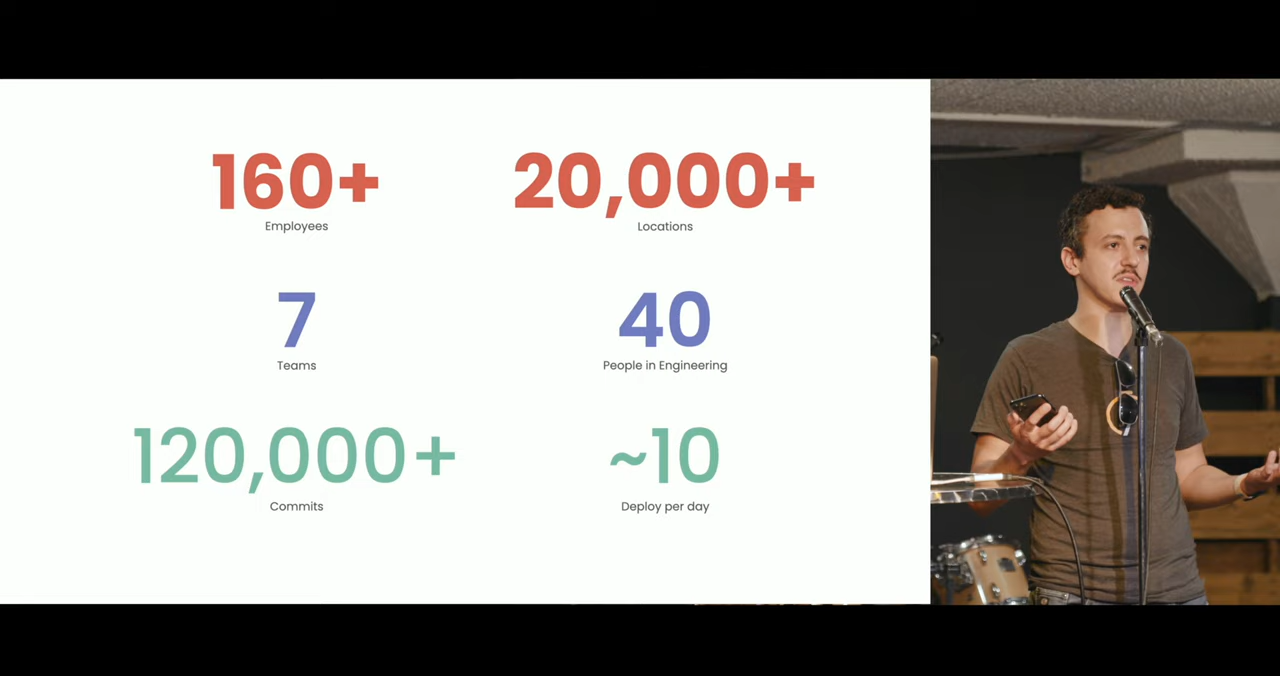 160+
Employees
20,000+
Locations
7
Teams
40
People in Engineering
120,000+
Commits
~10
Deploy per day